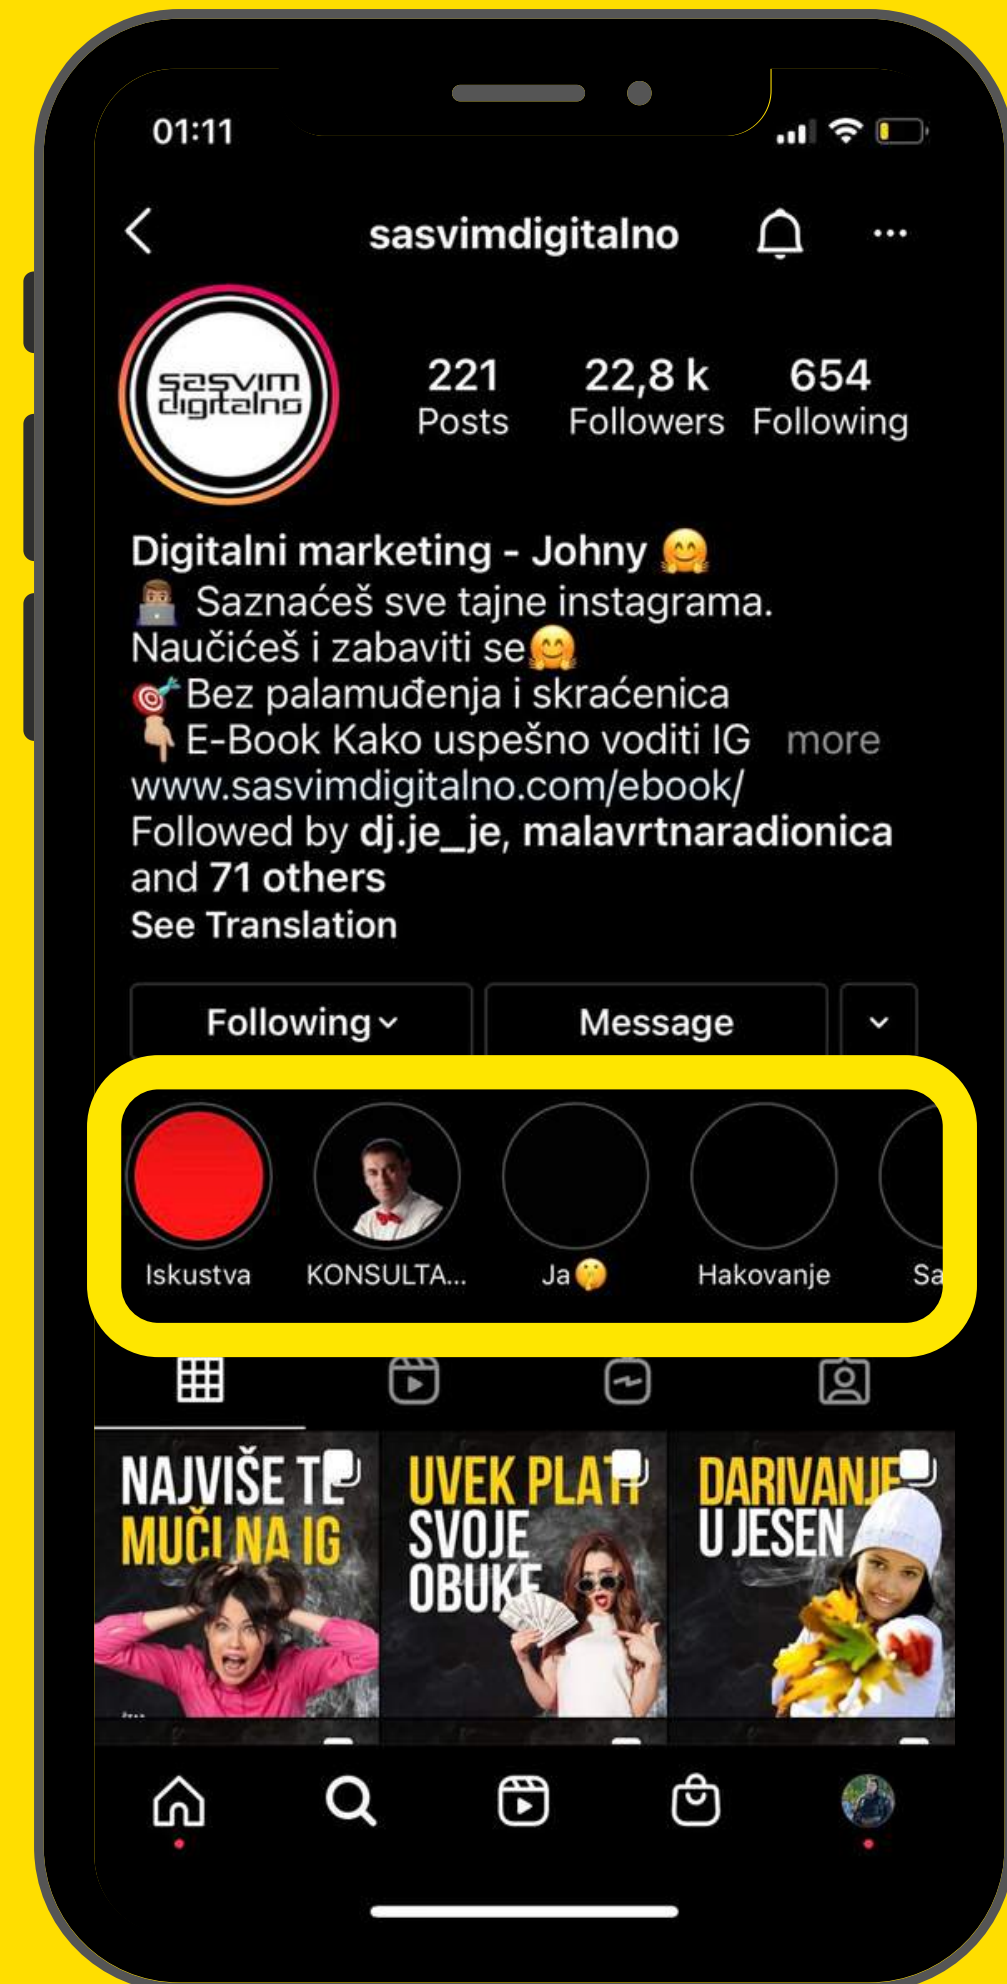 01:11
sasvimdigitalno
sasvim
digitalno
221 22,8 k 654
Posts Followers Following
Digitalni marketing - Johny 🤗
👨🏽‍💻 Saznaćeš sve tajne instagrama.
Naučićeš i zabaviti se🤗
🎯Bez palamuđenja i skraćenica
👇🏼E-Book Kako uspešno voditi IG more
www.sasvimdigitalno.com/ebook/
Followed by dj.je_je, malavrtnaradionica
and 71 others
See Translation
Following Message
Iskustva KONSULTA... Ja🤫 Hakovanje Sa
NAJVIŠE TE
MUČI NA IG
UVEK PLATI
SVOJE
OBUKE
DARIVANJE
U JESEN